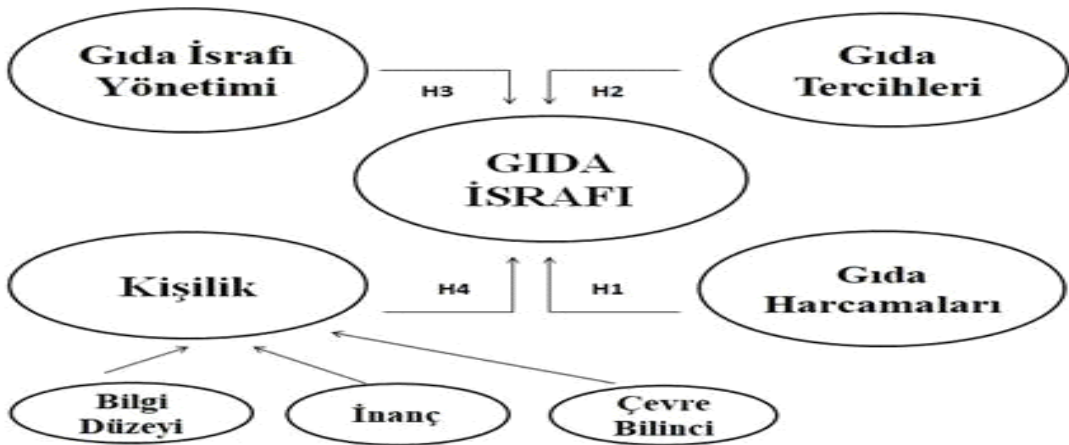 Gıda İsrafı
Yönetimi
H3
H2
Gıda
Tercihleri
GIDA
İSRAFI
Kişilik
H4
H1
Gıda
Harcamaları
Bilgi
Düzeyi
İnanç
Çevre
Bilinci